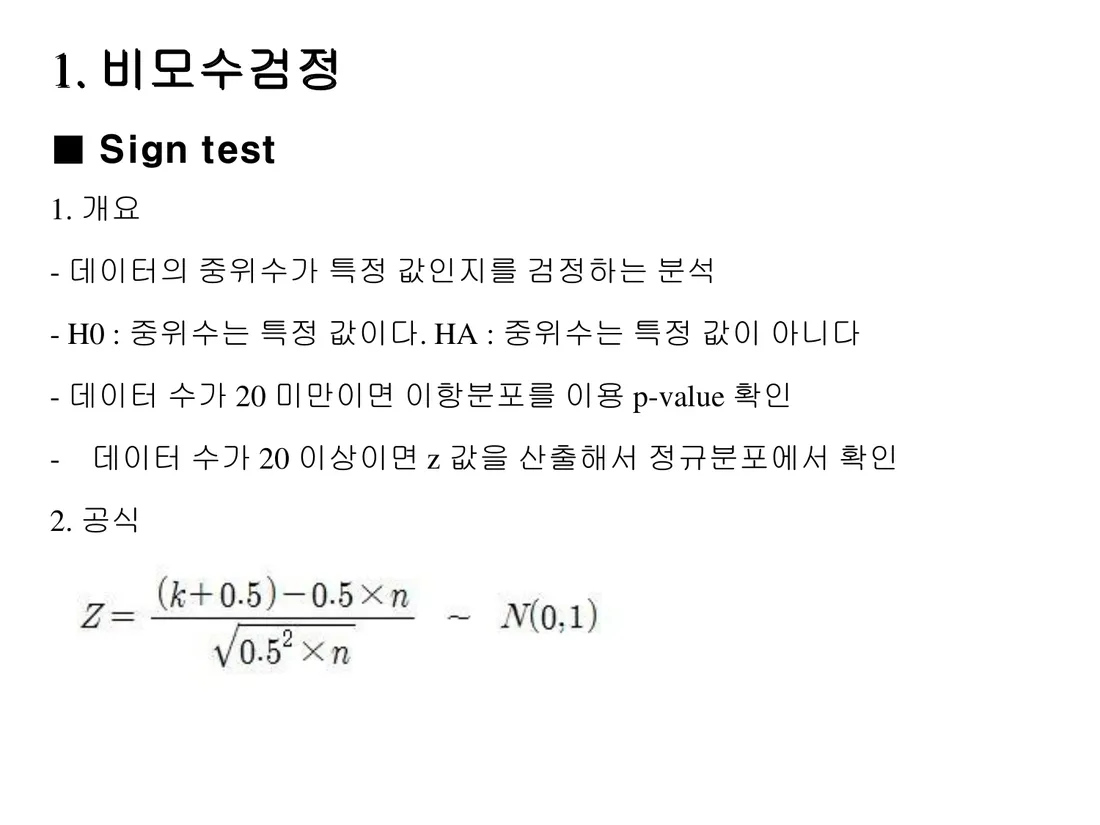 1. 비모수검정
■ Sign test
1. 개요
- 데이터의 중위수가 특정 값인지를 검정하는 분석
- H0 : 중위수는 특정 값이다. HA : 중위수는 특정 값이 아니다
- 데이터 수가 20 미만이면 이항분포를 이용 p-value 확인
- 데이터 수가 20 이상이면 z 값을 산출해서 정규분포에서 확인
2. 공식
Z = (k+0.5)−0.5×n / √0.5²×n ~ N(0,1)